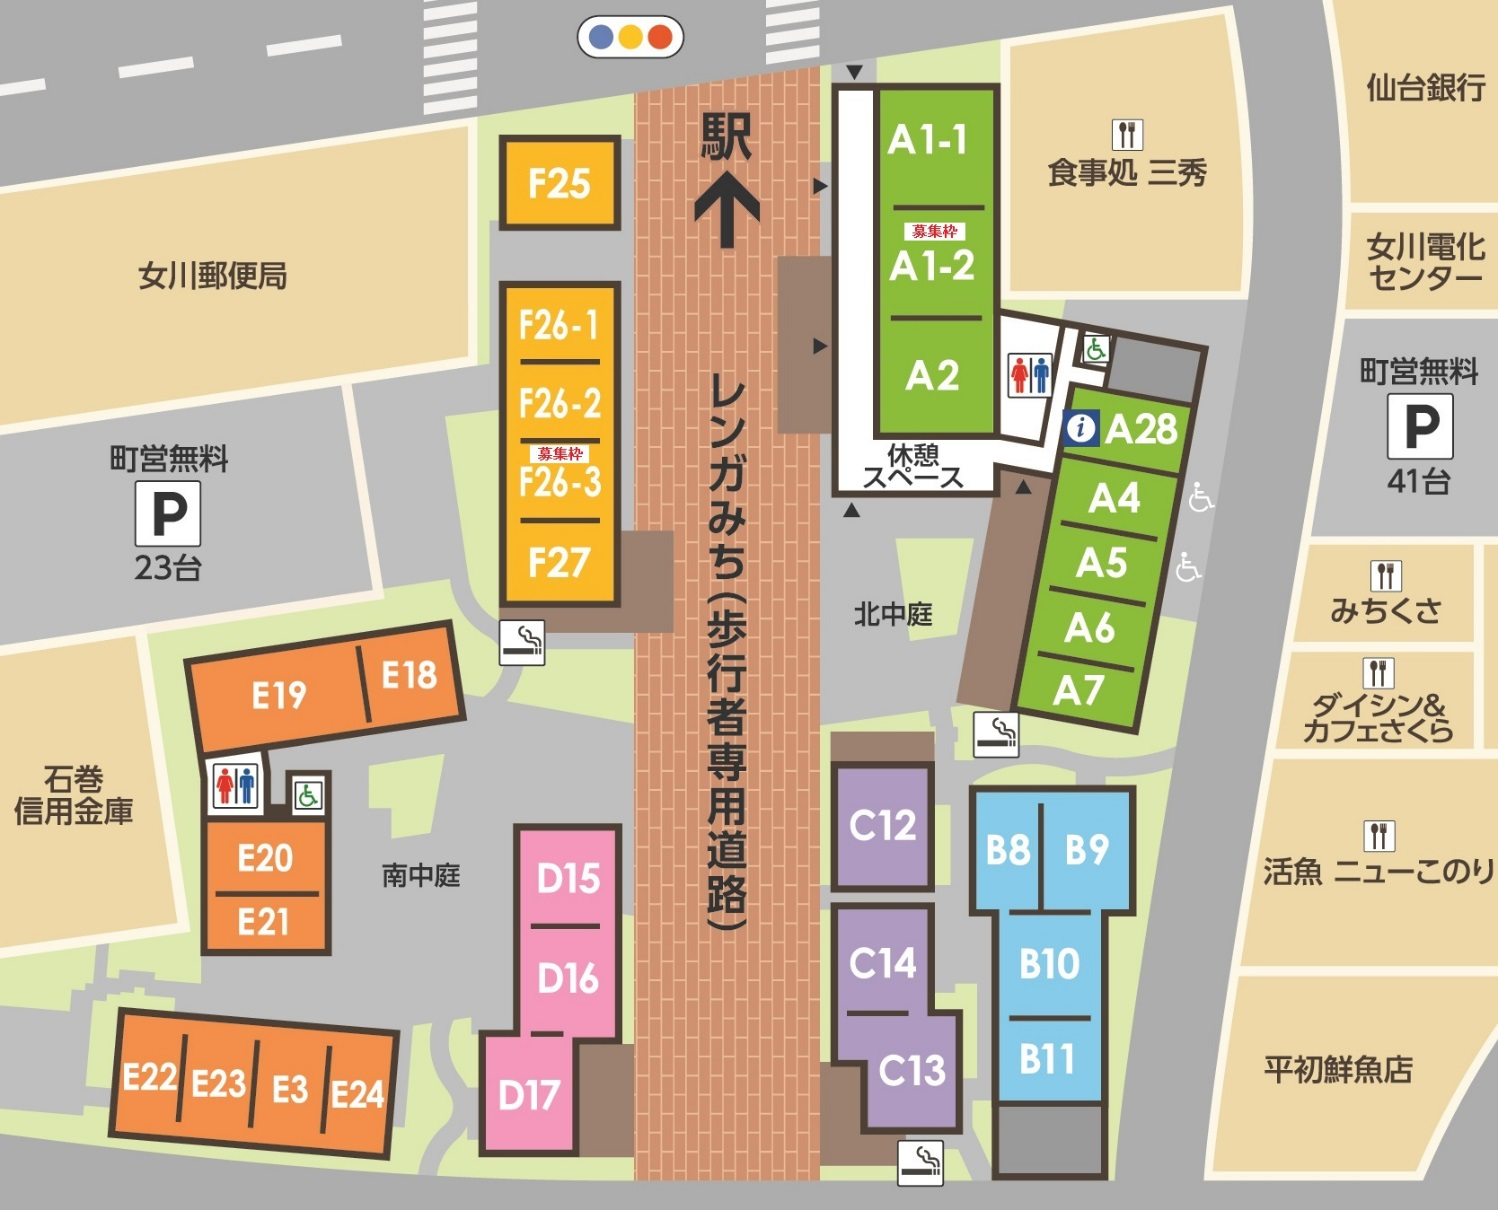 仙台銀行
駅
A1-1
食事処 三秀
F25
募集枠
A1-2
女川電化
センター
女川郵便局
F26-1
A2
町営無料
P
41台
F26-2
募集枠
F26-3
F27
レンガみち(歩行者専用道路)
休憩
スペース
i
A28
A4
A5
A6
A7
町営無料
P
23台
北中庭
みちくさ
ダイシン&
カフェさくら
E19
E18
石巻
信用金庫
E20
E21
南中庭
D15
D16
D17
C12
C14
C13
B8
B9
B10
B11
活魚 ニューこのり
平初鮮魚店
E22
E23
E3
E24